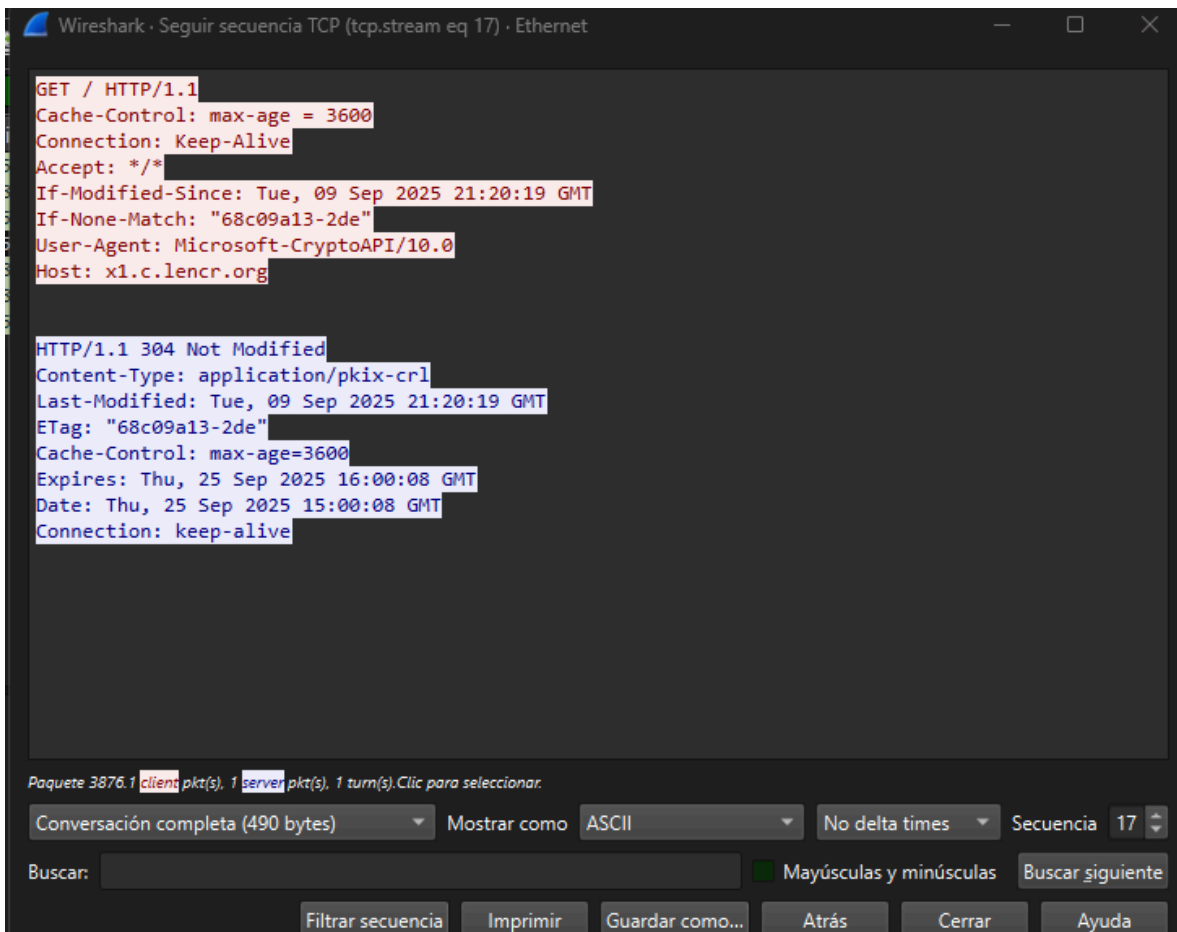 Wireshark · Seguir secuencia TCP (tcp.stream eq 17) · Ethernet
GET / HTTP/1.1
Cache-Control: max-age = 3600
Connection: Keep-Alive
Accept: */*
If-Modified-Since: Tue, 09 Sep 2025 21:20:19 GMT
If-None-Match: "68c09a13-2de"
User-Agent: Microsoft-CryptoAPI/10.0
Host: x1.c.lencr.org
HTTP/1.1 304 Not Modified
Content-Type: application/pkix-crl
Last-Modified: Tue, 09 Sep 2025 21:20:19 GMT
ETag: "68c09a13-2de"
Cache-Control: max-age=3600
Expires: Thu, 25 Sep 2025 16:00:08 GMT
Date: Thu, 25 Sep 2025 15:00:08 GMT
Connection: keep-alive
Paquete 3876.1 client pkt(s), 1 server pkt(s), 1 turn(s).Clic para seleccionar.
Conversación completa (490 bytes) Mostrar como ASCII No delta times Secuencia 17
Buscar: Mayúsculas y minúsculas Buscar siguiente
Filtrar secuencia Imprimir Guardar como... Atrás Cerrar Ayuda